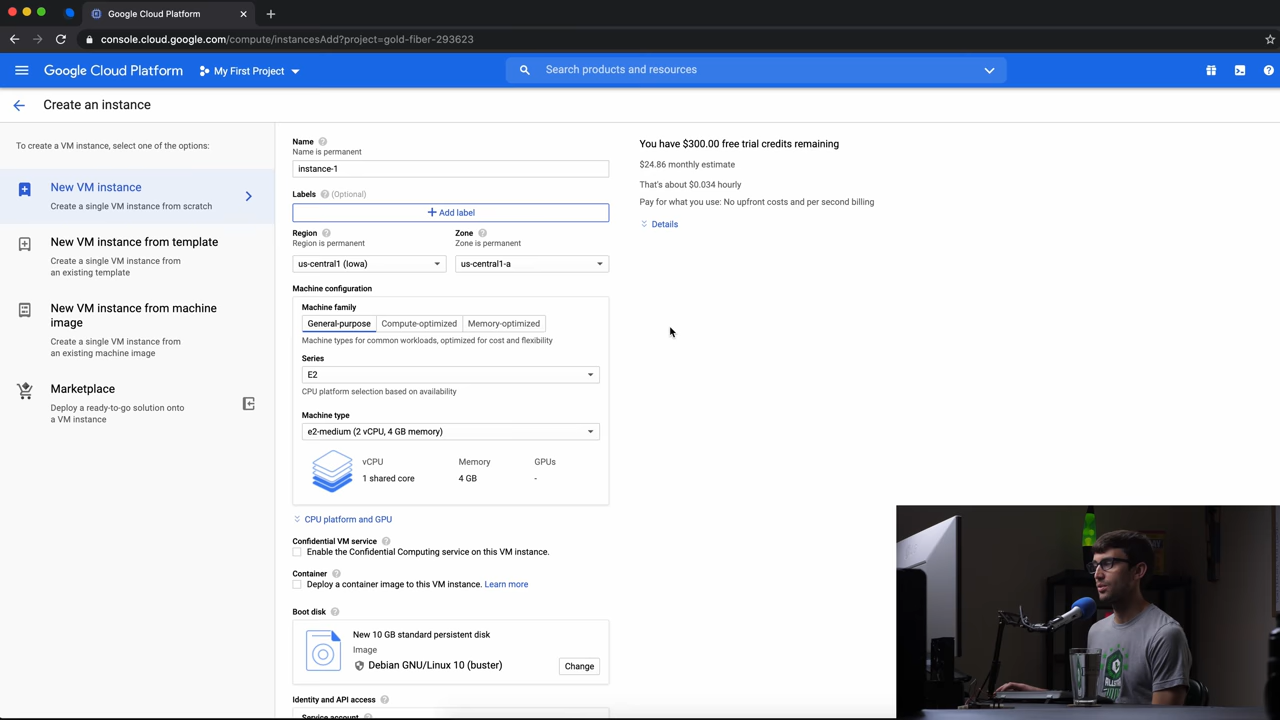 Google Cloud Platform
console.cloud.google.com/compute/instancesAdd?project=gold-fiber-293623
Google Cloud Platform
My First Project
Search products and resources
Create an instance
To create a VM instance, select one of the options:
New VM instance
Create a single VM instance from scratch
New VM instance from template
Create a single VM instance from
an existing template
New VM instance from machine
image
Create a single VM instance from
an existing machine image
Marketplace
Deploy a ready-to-go solution onto
a VM instance
Name
Name is permanent
instance-1
Labels (Optional)
+ Add label
Region
Region is permanent
us-central1 (Iowa)
Zone
Zone is permanent
us-central1-a
Machine configuration
Machine family
General-purpose Compute-optimized Memory-optimized
Machine types for common workloads, optimized for cost and flexibility
Series
E2
CPU platform selection based on availability
Machine type
e2-medium (2 vCPU, 4 GB memory)
vCPU Memory GPUs
1 shared core 4 GB -
CPU platform and GPU
Confidential VM service
Enable the Confidential Computing service on this VM instance.
Container
Deploy a container image to this VM instance. Learn more
Boot disk
New 10 GB standard persistent disk
Image
Debian GNU/Linux 10 (buster)
Change
Identity and API access
Service account
You have $300.00 free trial credits remaining
$24.86 monthly estimate
That's about $0.034 hourly
Pay for what you use: No upfront costs and per second billing
Details